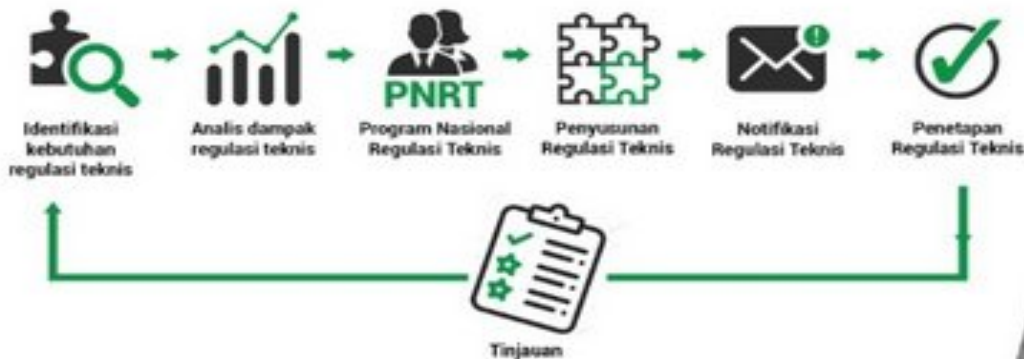 PNRT
Identifikasi
kebutuhan
regulasi teknis
Analis dampak
regulasi teknis
Program Nasional
Regulasi Teknis
Penyusunan
Regulasi Teknis
Notifikasi
Regulasi Teknis
Penetapan
Regulasi Teknis
Tinjauan